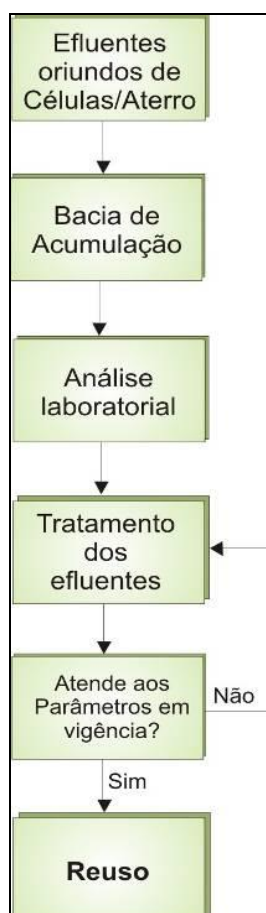 Efluentes
oriundos de
Células/Aterro
Bacia de
Acumulação
Análise
laboratorial
Tratamento
dos
efluentes
Atende aos
Parâmetros em
vigência?
Não
Sim
Reuso